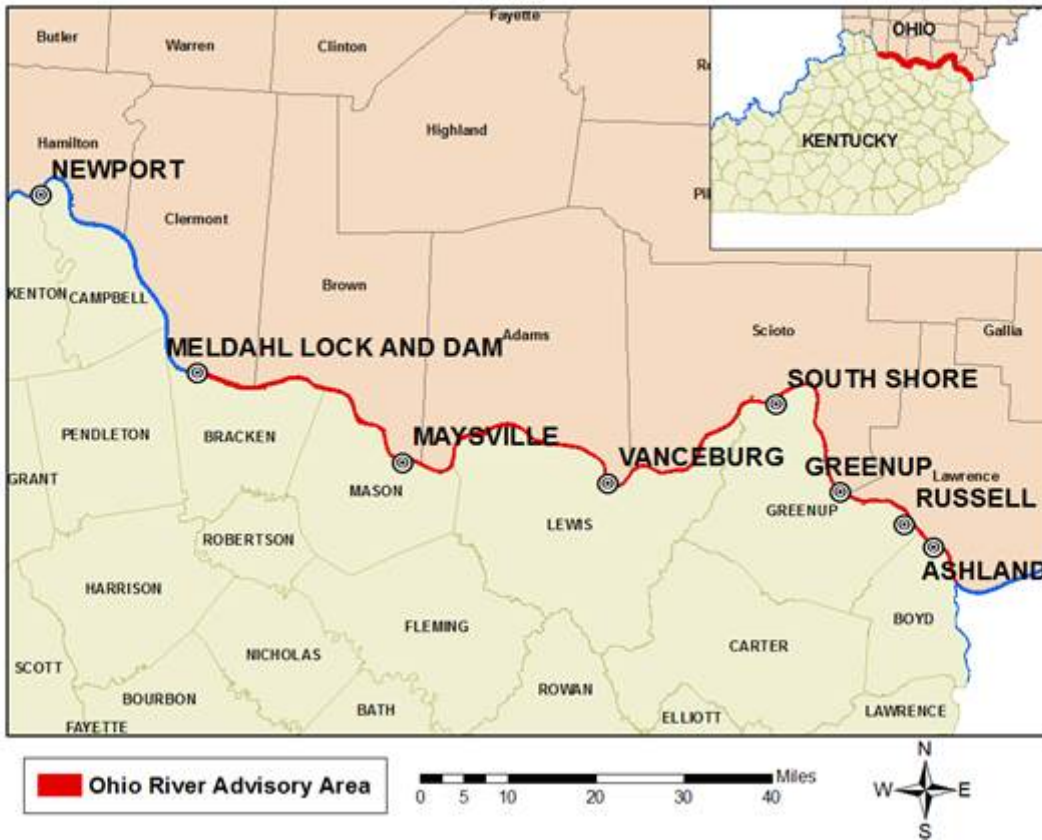 Fayette
Butler
Warren
Clinton
OHIO
Highland
Hamilton
NEWPORT
KENTUCKY
Clermont
Brown
KENTON
CAMPBELL
Adams
Scioto
Gallia
MELDAHL LOCK AND DAM
SOUTH SHORE
PENDLETON
BRACKEN
MAYSVILLE
VANCEBURG
GREENUP
Lawrence
GRANT
MASON
GREENUP
RUSSELL
LEWIS
ROBERTSON
ASHLAND
HARRISON
BOYD
FLEMING
CARTER
NICHOLAS
SCOTT
ROWAN
BOURBON
BATH
ELLIOTT
LAWRENCE
FAYETTE
Ohio River Advisory Area
Miles
0 5 10 20 30 40
N
W E
S